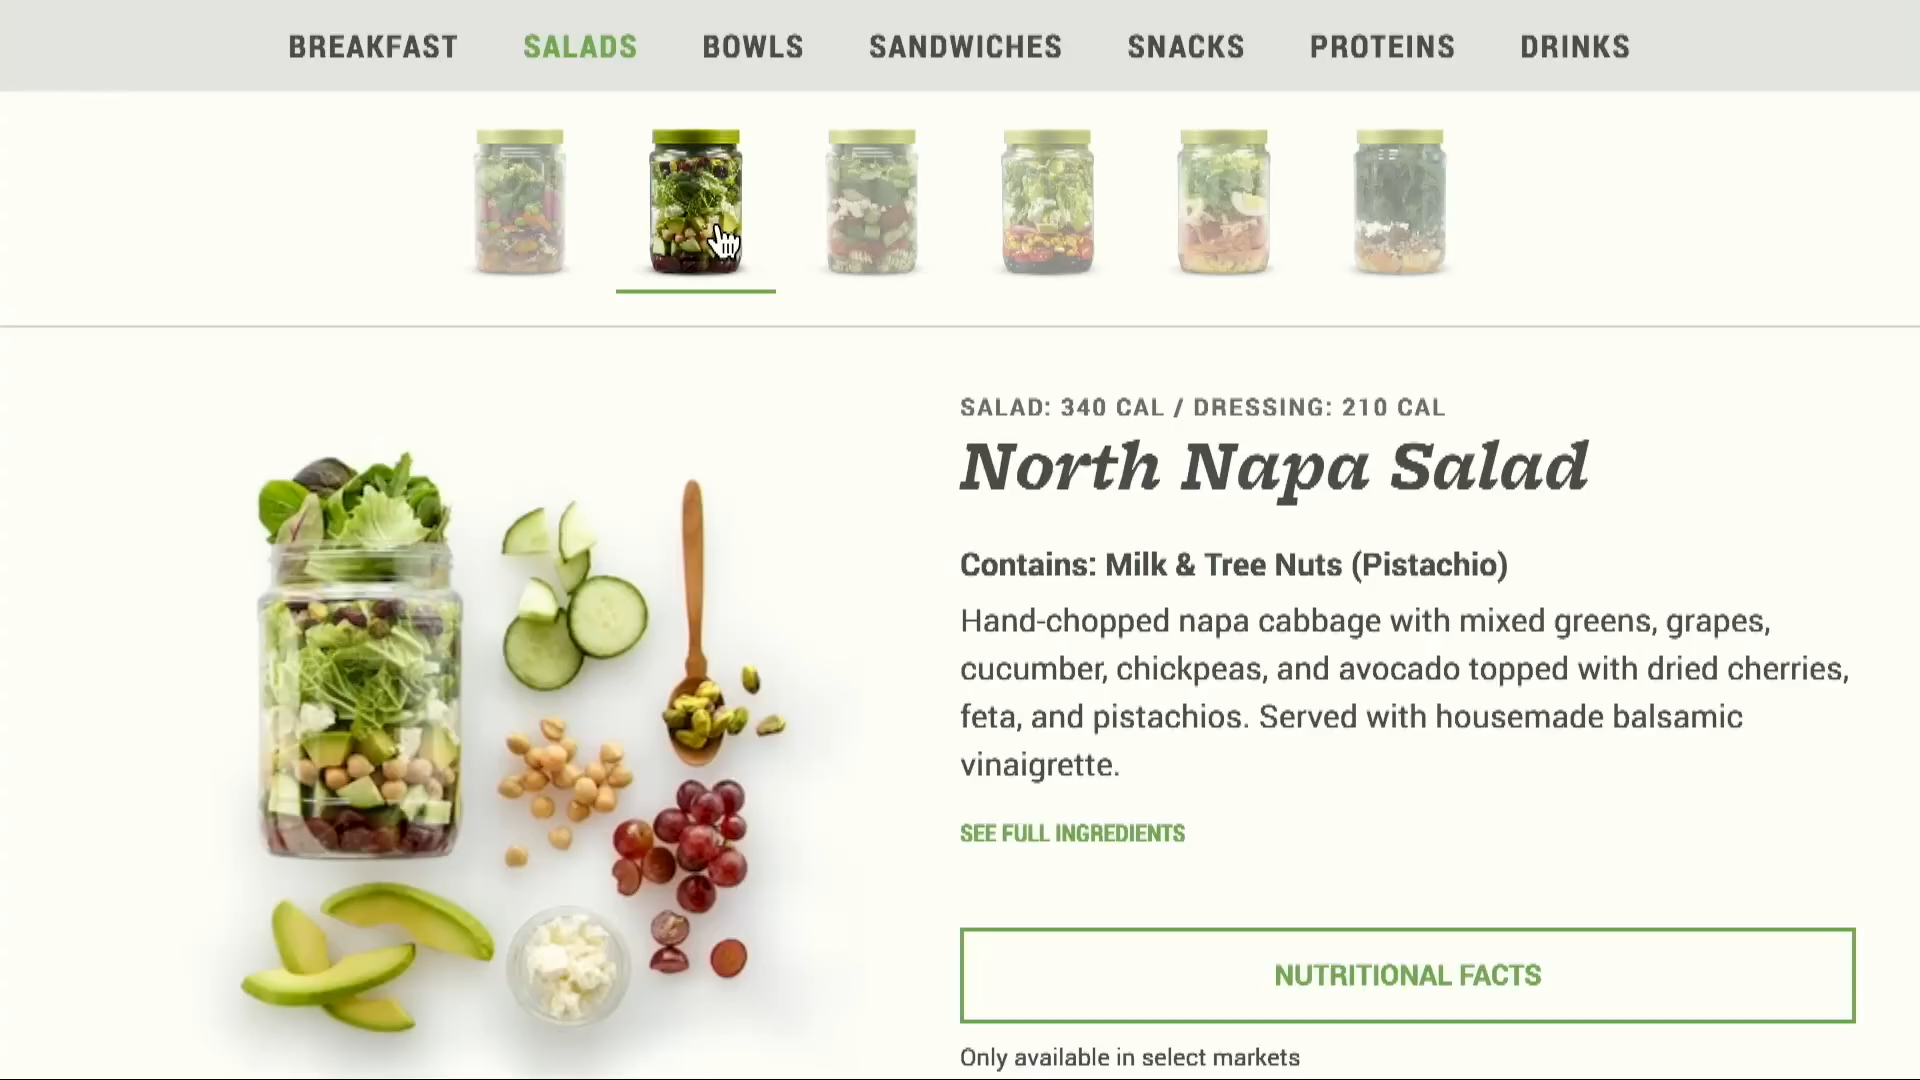 BREAKFAST SALADS BOWLS SANDWICHES SNACKS PROTEINS DRINKS
SALAD: 340 CAL / DRESSING: 210 CAL
North Napa Salad
Contains: Milk & Tree Nuts (Pistachio)
Hand-chopped napa cabbage with mixed greens, grapes,
cucumber, chickpeas, and avocado topped with dried cherries,
feta, and pistachios. Served with housemade balsamic
vinaigrette.
SEE FULL INGREDIENTS
NUTRITIONAL FACTS
Only available in select markets